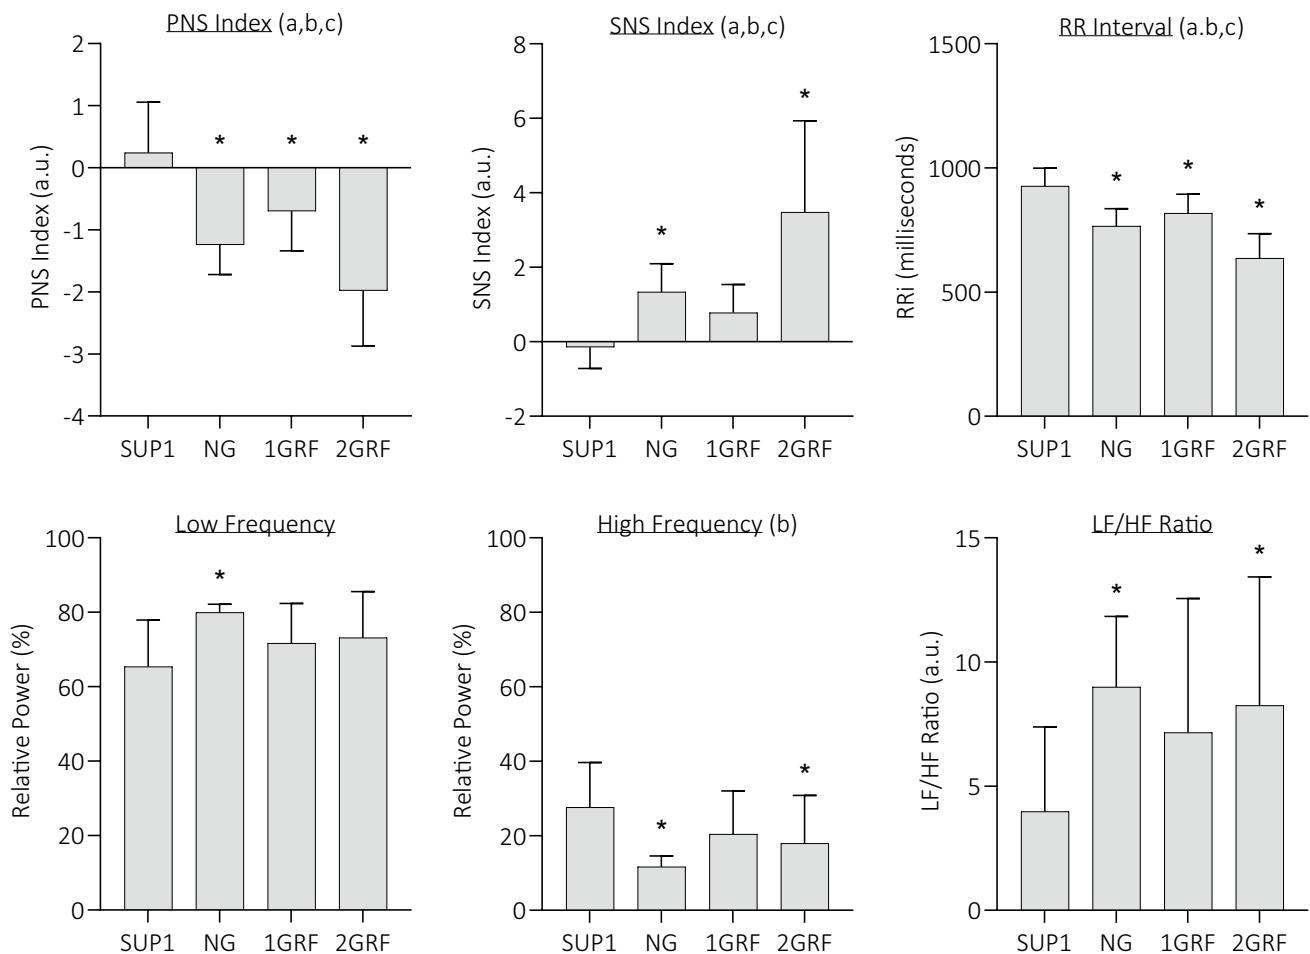 PNS Index (a,b,c)
PNS Index (a.u.)
2
1
0
-1
-2
-3
-4
* * *
SUP1 NG 1GRF 2GRF
SNS Index (a,b,c)
SNS Index (a.u.)
8
6
4
2
0
-2
* *
SUP1 NG 1GRF 2GRF
RR Interval (a.b,c)
RRi (milliseconds)
1500
1000
500
0
* * *
SUP1 NG 1GRF 2GRF
Low Frequency
Relative Power (%)
100
80
60
40
20
0
*
SUP1 NG 1GRF 2GRF
High Frequency (b)
Relative Power (%)
100
80
60
40
20
0
* *
SUP1 NG 1GRF 2GRF
LF/HF Ratio
LF/HF Ratio (a.u.)
15
10
5
0
* *
SUP1 NG 1GRF 2GRF